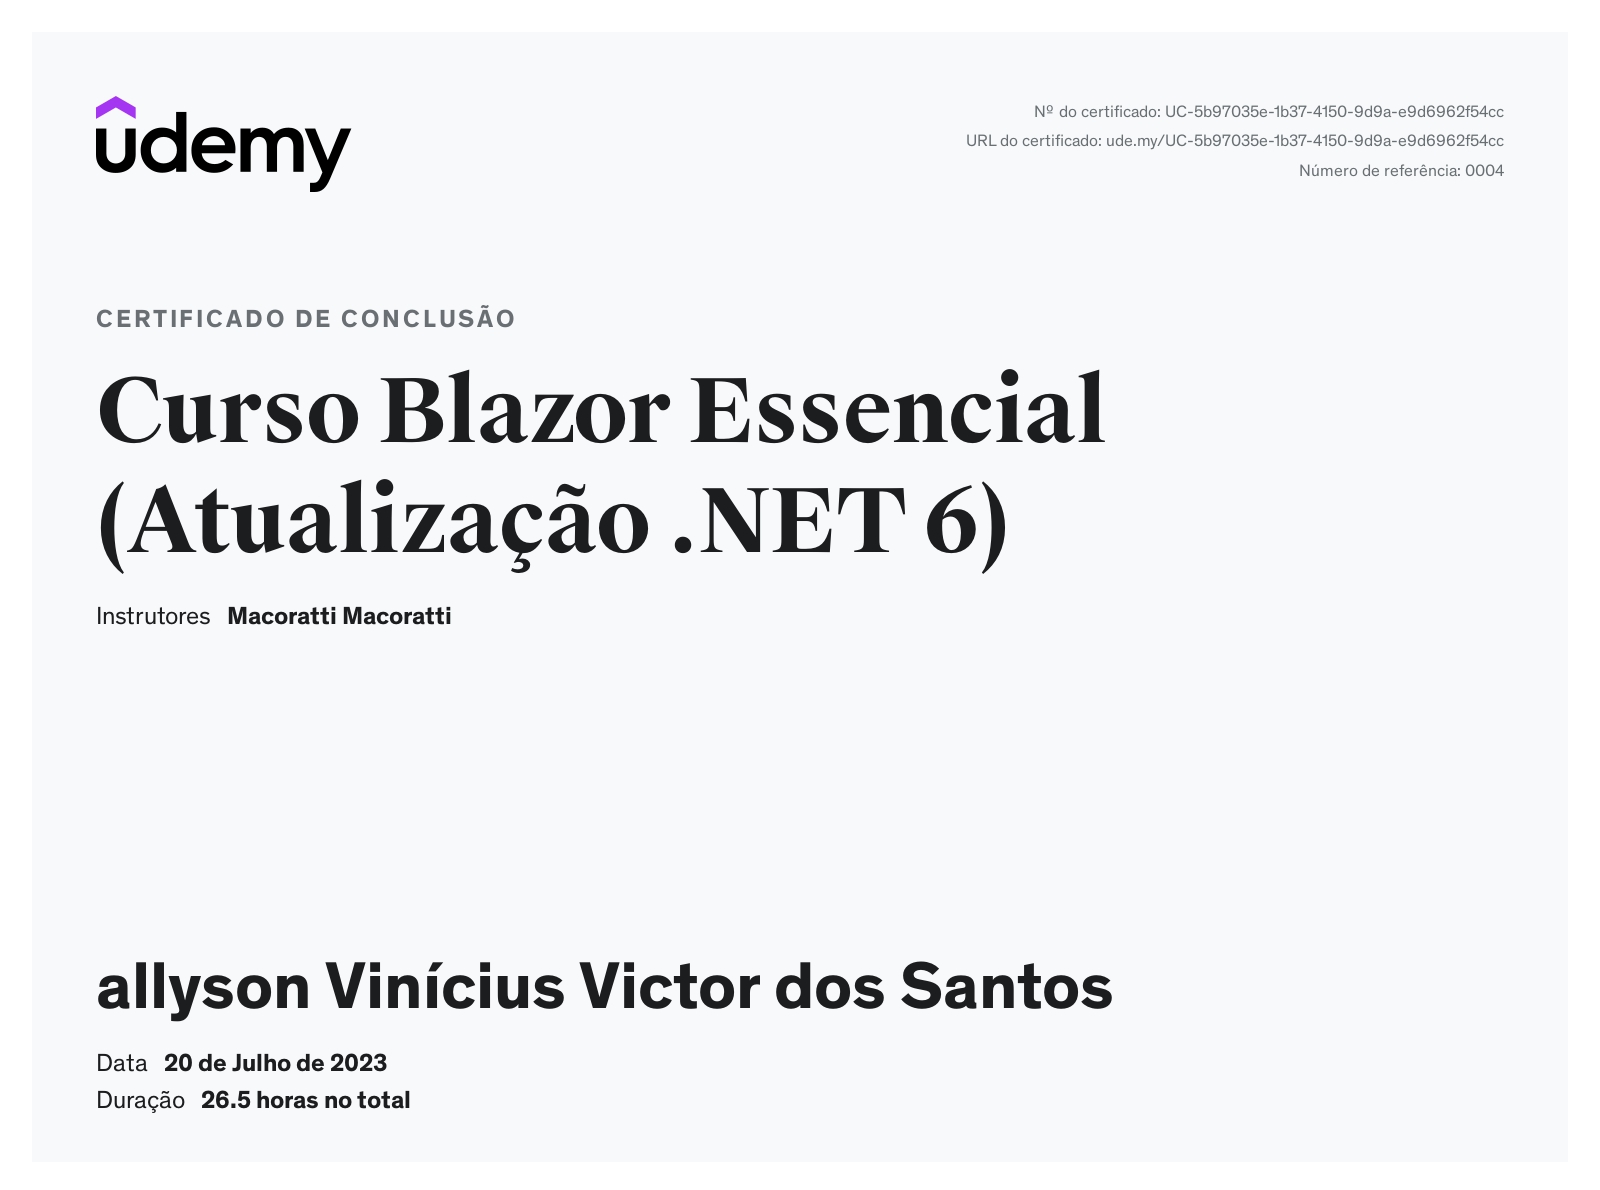 udemy
Nº do certificado: UC-5b97035e-1b37-4150-9d9a-e9d6962f54cc
URL do certificado: ude.my/UC-5b97035e-1b37-4150-9d9a-e9d6962f54cc
Número de referência: 0004
CERTIFICADO DE CONCLUSÃO
Curso Blazor Essencial
(Atualização .NET 6)
Instrutores Macoratti Macoratti
allyson Vinícius Victor dos Santos
Data 20 de Julho de 2023
Duração 26.5 horas no total